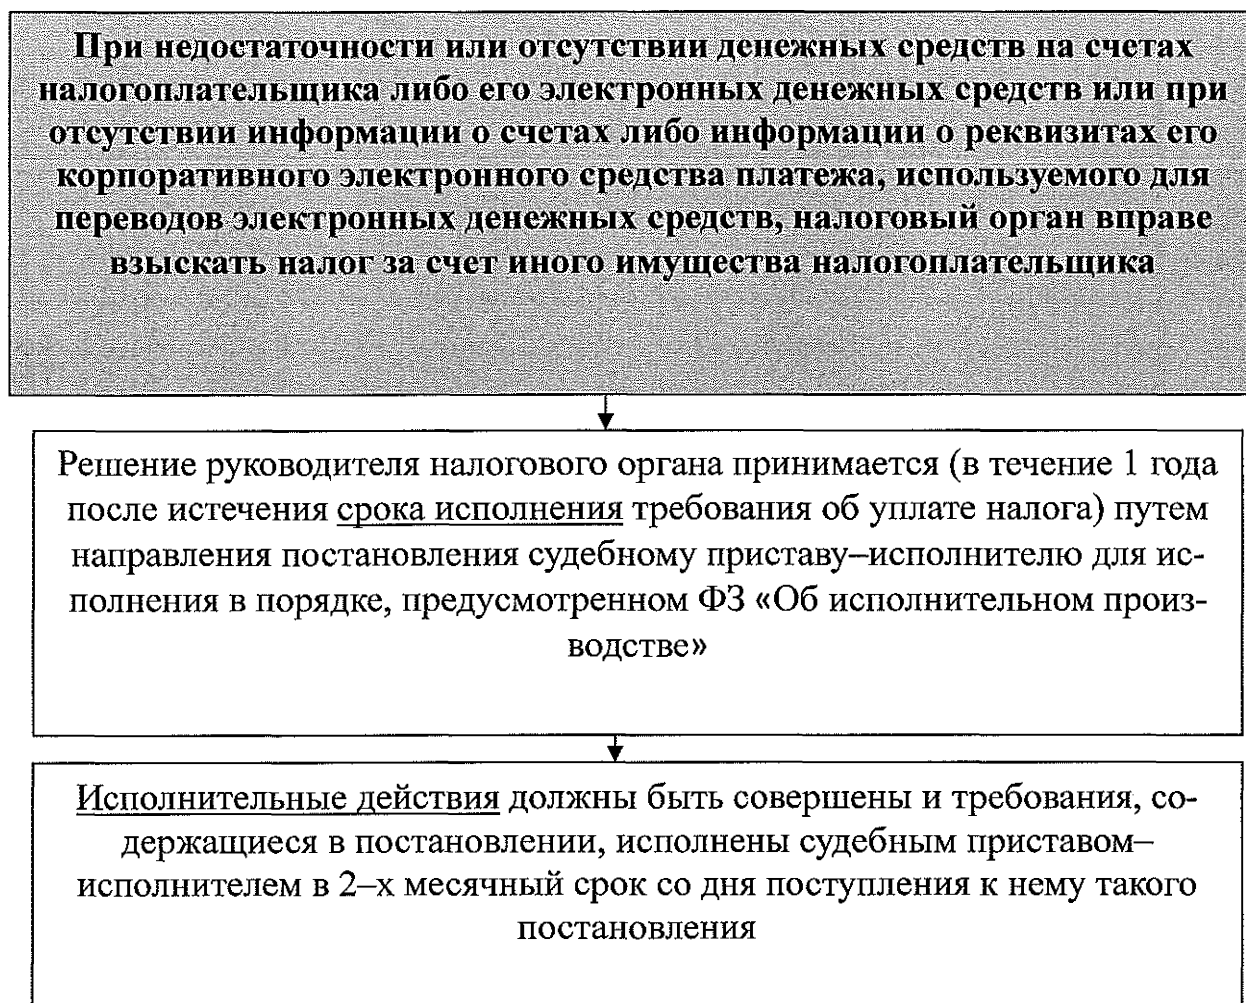 При недостаточности или отсутствии денежных средств на счетах
налогоплательщика либо его электронных денежных средств или при
отсутствии информации о счетах либо информации о реквизитах его
корпоративного электронного средства платежа, используемого для
переводов электронных денежных средств, налоговый орган вправе
взыскать налог за счет иного имущества налогоплательщика
Решение руководителя налогового органа принимается (в течение 1 года
после истечения срока исполнения требования об уплате налога) путем
направления постановления судебному приставу–исполнителю для ис-
полнения в порядке, предусмотренном ФЗ «Об исполнительном произ-
водстве»
Исполнительные действия должны быть совершены и требования, со-
держащиеся в постановлении, исполнены судебным приставом–
исполнителем в 2–х месячный срок со дня поступления к нему такого
постановления